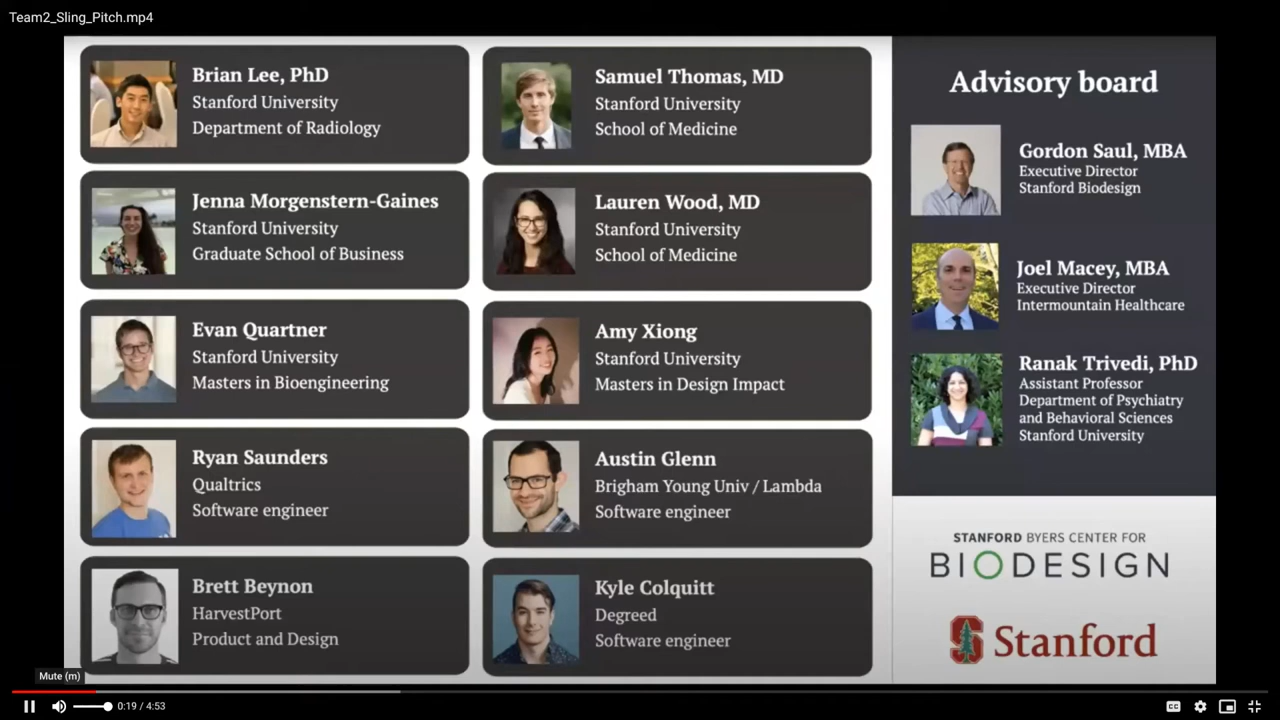 Team2_Sling_Pitch.mp4
Brian Lee, PhD
Stanford University
Department of Radiology
Samuel Thomas, MD
Stanford University
School of Medicine
Jenna Morgenstern-Gaines
Stanford University
Graduate School of Business
Lauren Wood, MD
Stanford University
School of Medicine
Evan Quartner
Stanford University
Masters in Bioengineering
Amy Xiong
Stanford University
Masters in Design Impact
Ryan Saunders
Qualtrics
Software engineer
Austin Glenn
Brigham Young Univ / Lambda
Software engineer
Brett Beynon
HarvestPort
Product and Design
Kyle Colquitt
Degreed
Software engineer
Advisory board
Gordon Saul, MBA
Executive Director
Stanford Biodesign
Joel Macey, MBA
Executive Director
Intermountain Healthcare
Ranak Trivedi, PhD
Assistant Professor
Department of Psychiatry
and Behavioral Sciences
Stanford University
STANFORD BYERS CENTER FOR
BIODESIGN
S Stanford
Mute (m)
0:19 / 4:53
CC